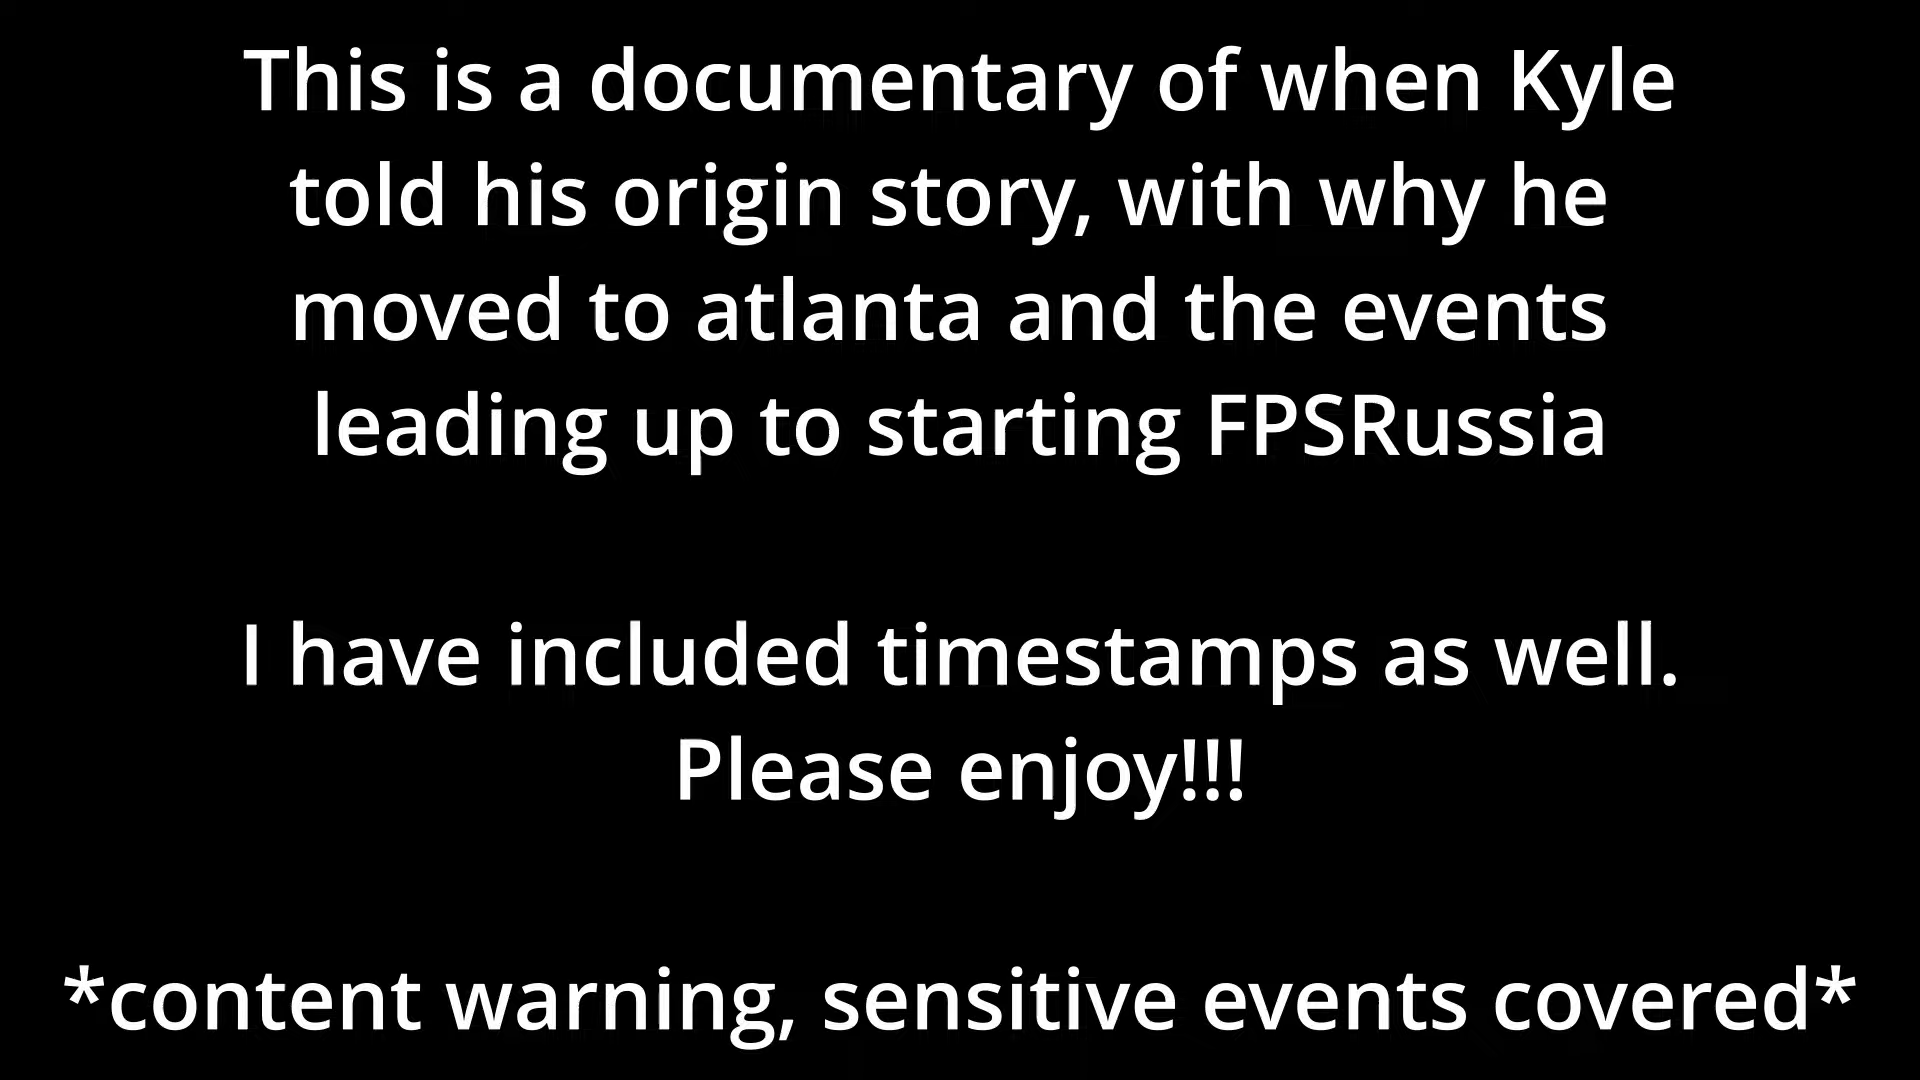 This is a documentary of when Kyle
told his origin story, with why he
moved to atlanta and the events
leading up to starting FPSRussia
I have included timestamps as well.
Please enjoy!!!
*content warning, sensitive events covered*